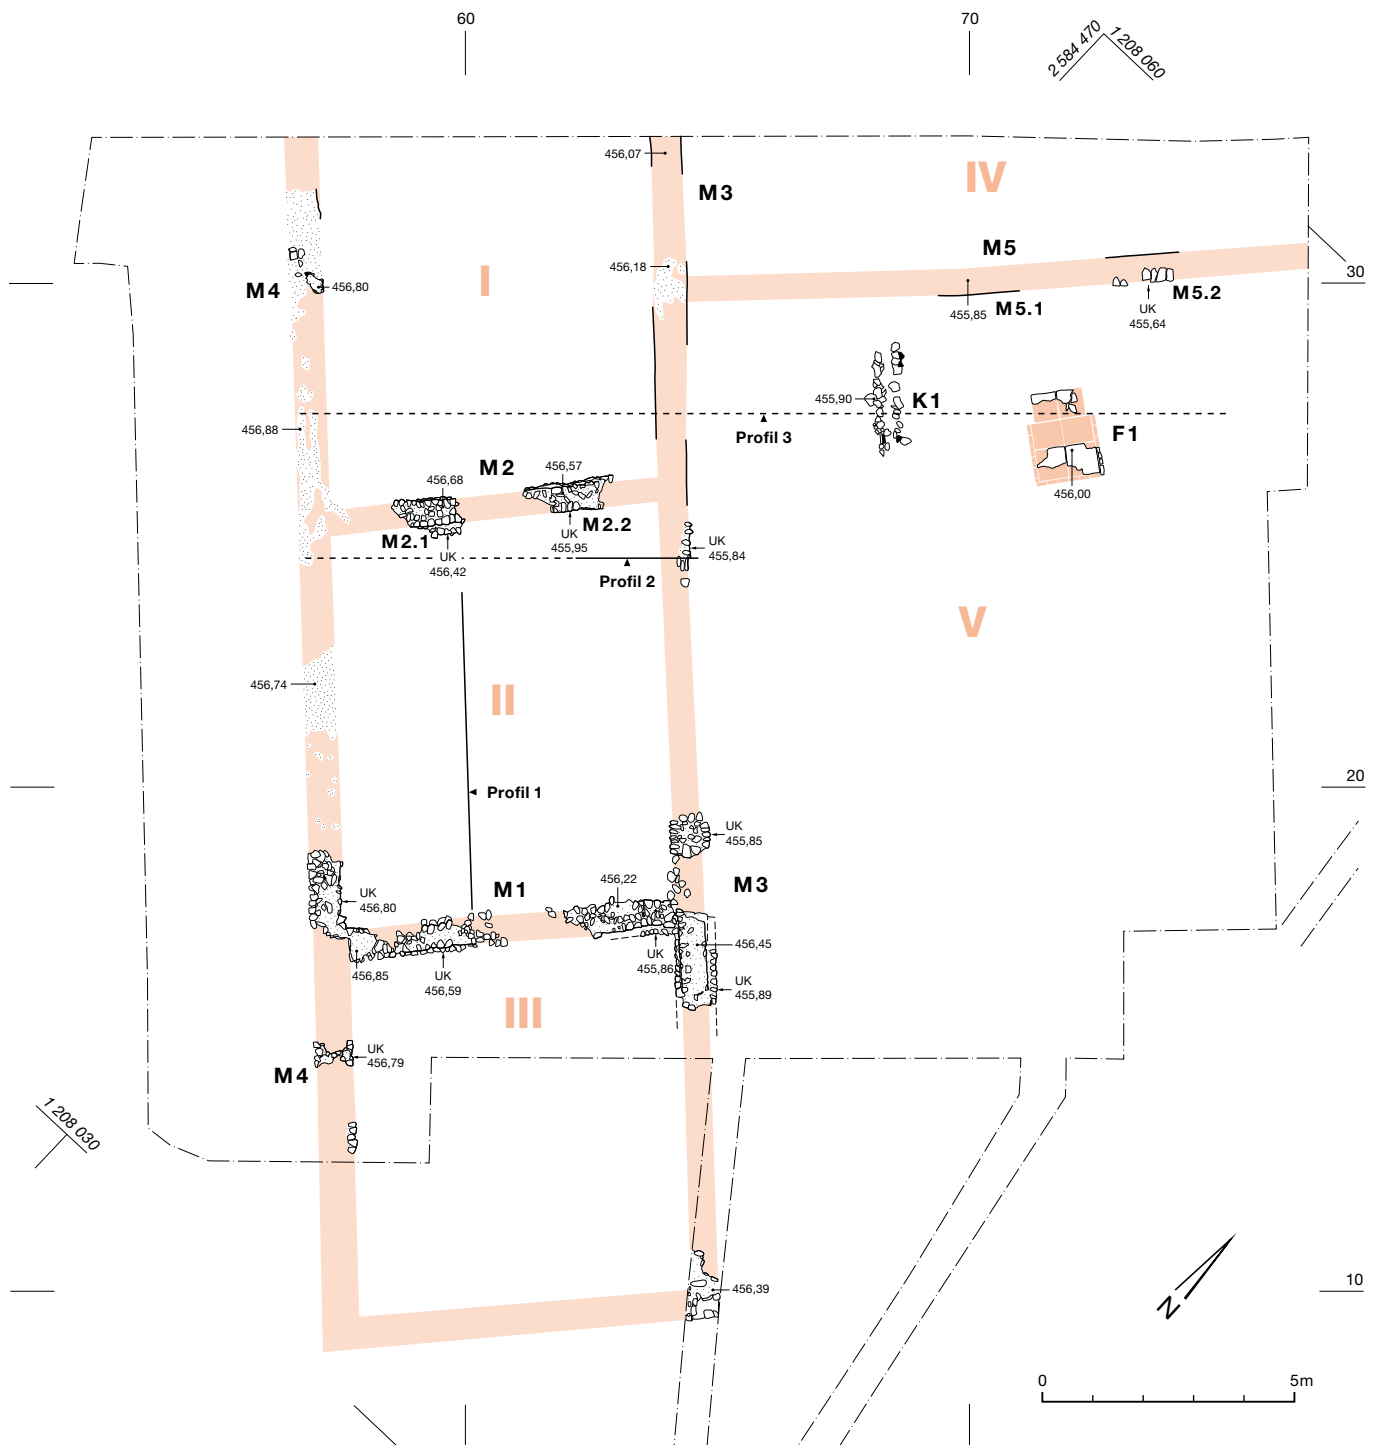 60
70
2 584 470
1 208 060
456,07
M3
IV
M5
456,18
I
30
M4
456,80
M5.2
455,85
M5.1
UK
455,64
455,90
K1
456,88
Profil 3
F1
M2
456,57
456,68
456,00
M2.2
M2.1
UK
455,95
UK
456,42
UK
455,84
Profil 2
V
456,74
II
20
Profil 1
UK
455,85
M1
456,22
M3
UK
456,80
456,45
456,85
UK
456,59
UK
455,86
D
UK
455,89
III
UK
456,79
M4
1 208 030
10
456,39
N
0
5m